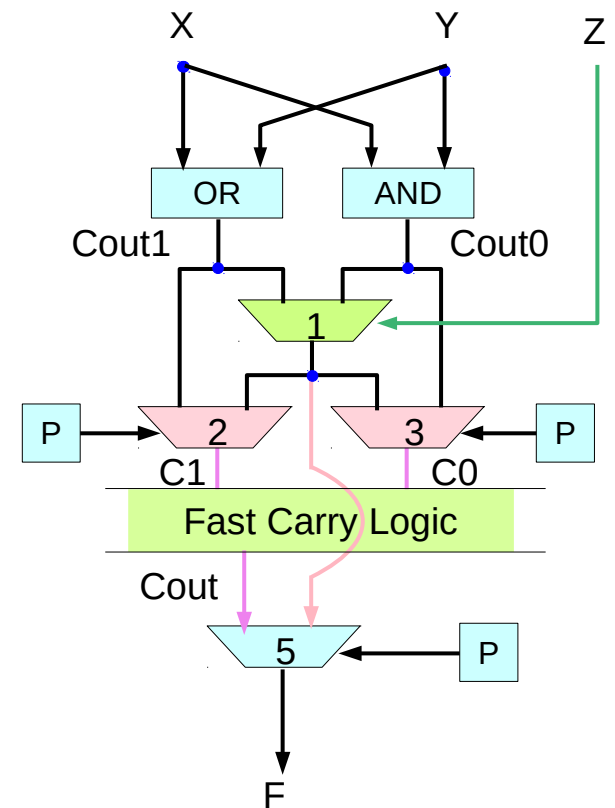 X Y Z
OR AND
Cout1 Cout0
1
P 2 3 P
C1 C0
Fast Carry Logic
Cout
5 P
F